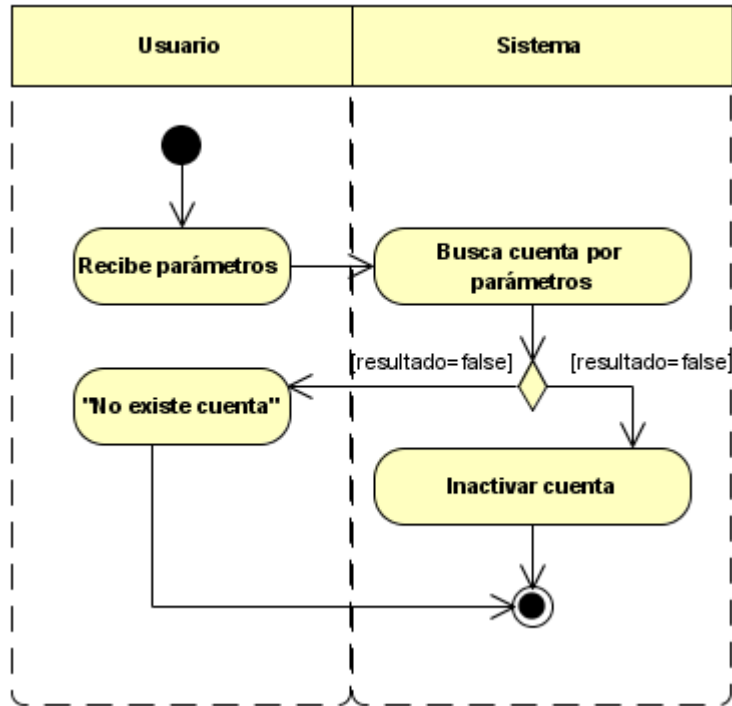 Usuario
Sistema
Recibe parámetros
Busca cuenta por
parámetros
[resultado=false]
[resultado=false]
"No existe cuenta"
Inactivar cuenta